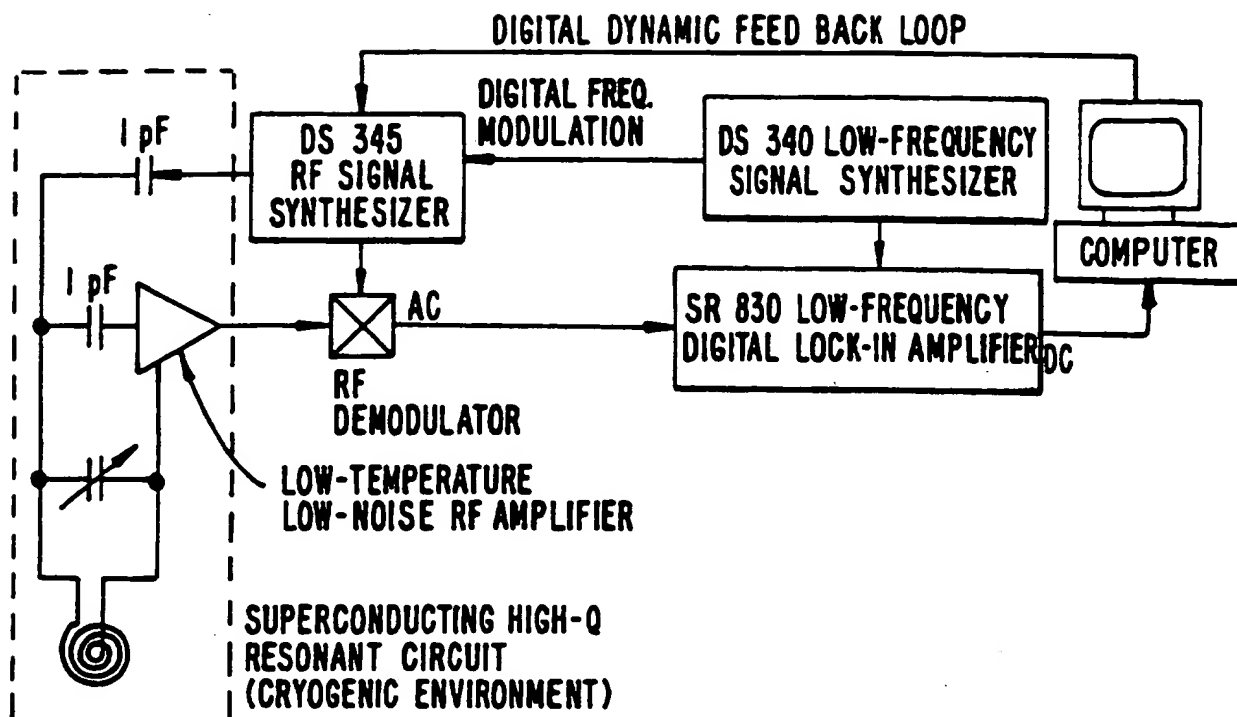 DIGITAL DYNAMIC FEED BACK LOOP
1 pF
DS 345
RF SIGNAL
SYNTHESIZER
DIGITAL FREQ.
MODULATION
DS 340 LOW-FREQUENCY
SIGNAL SYNTHESIZER
COMPUTER
1 pF
AC
RF
DEMODULATOR
SR 830 LOW-FREQUENCY
DIGITAL LOCK-IN AMPLIFIER
DC
LOW-TEMPERATURE
LOW-NOISE RF AMPLIFIER
SUPERCONDUCTING HIGH-Q
RESONANT CIRCUIT
(CRYOGENIC ENVIRONMENT)